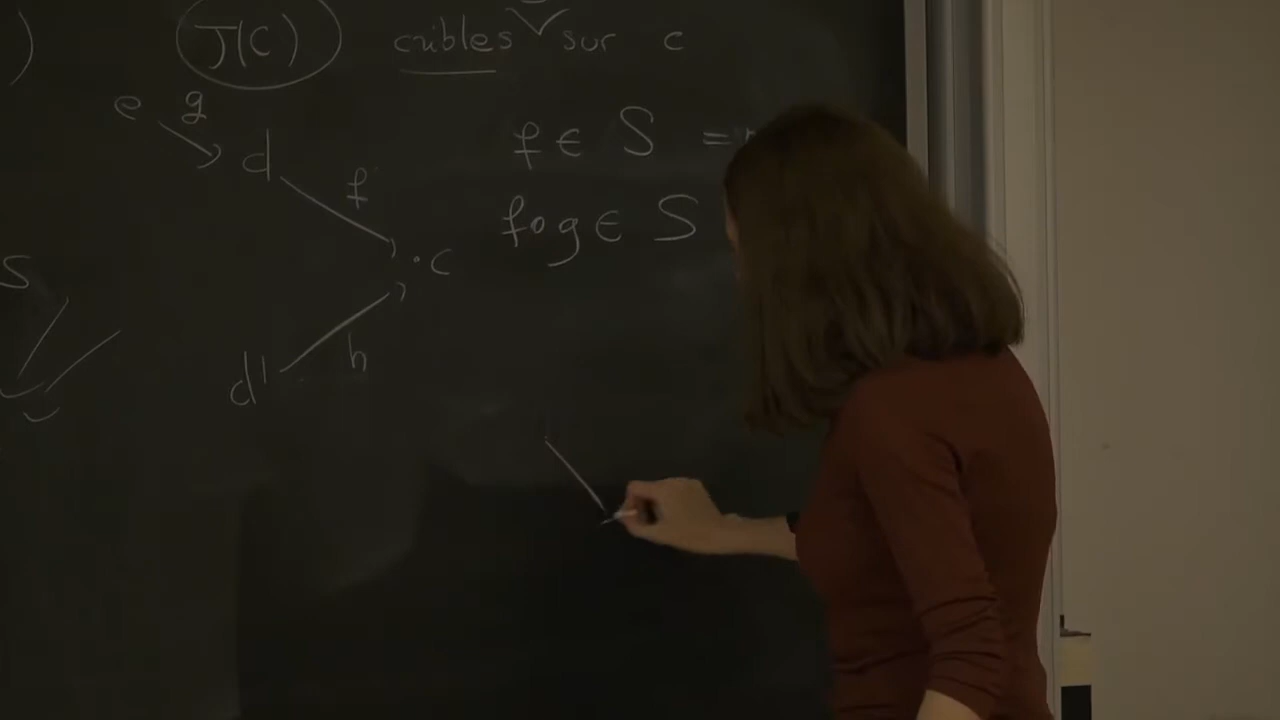 ) J(C) cribles sur c
e g
d f
f ∈ S =
f∘g ∈ S
S
.c
d' h